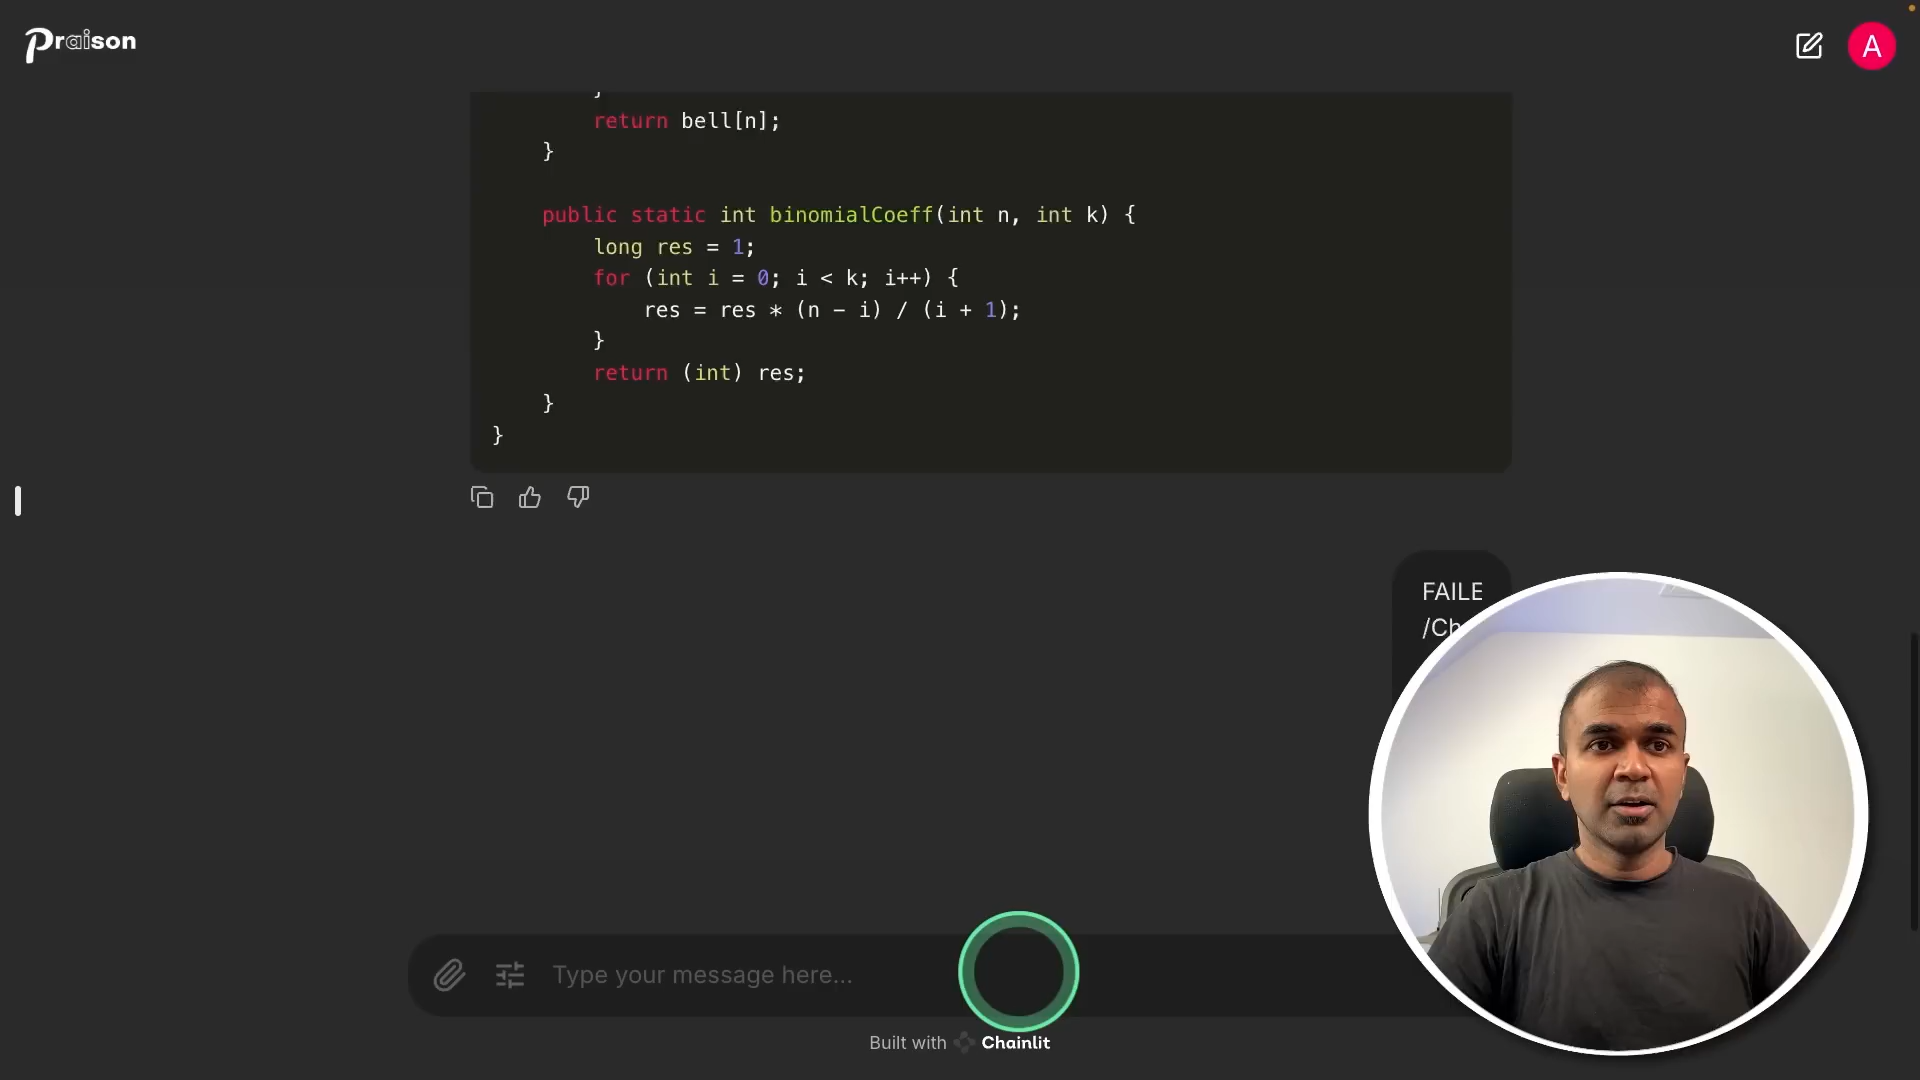 Praison
A
}
return bell[n];
}
public static int binomialCoeff(int n, int k) {
long res = 1;
for (int i = 0; i < k; i++) {
res = res * (n - i) / (i + 1);
}
return (int) res;
}
}
FAILE
/Ch
Type your message here...
Built with Chainlit